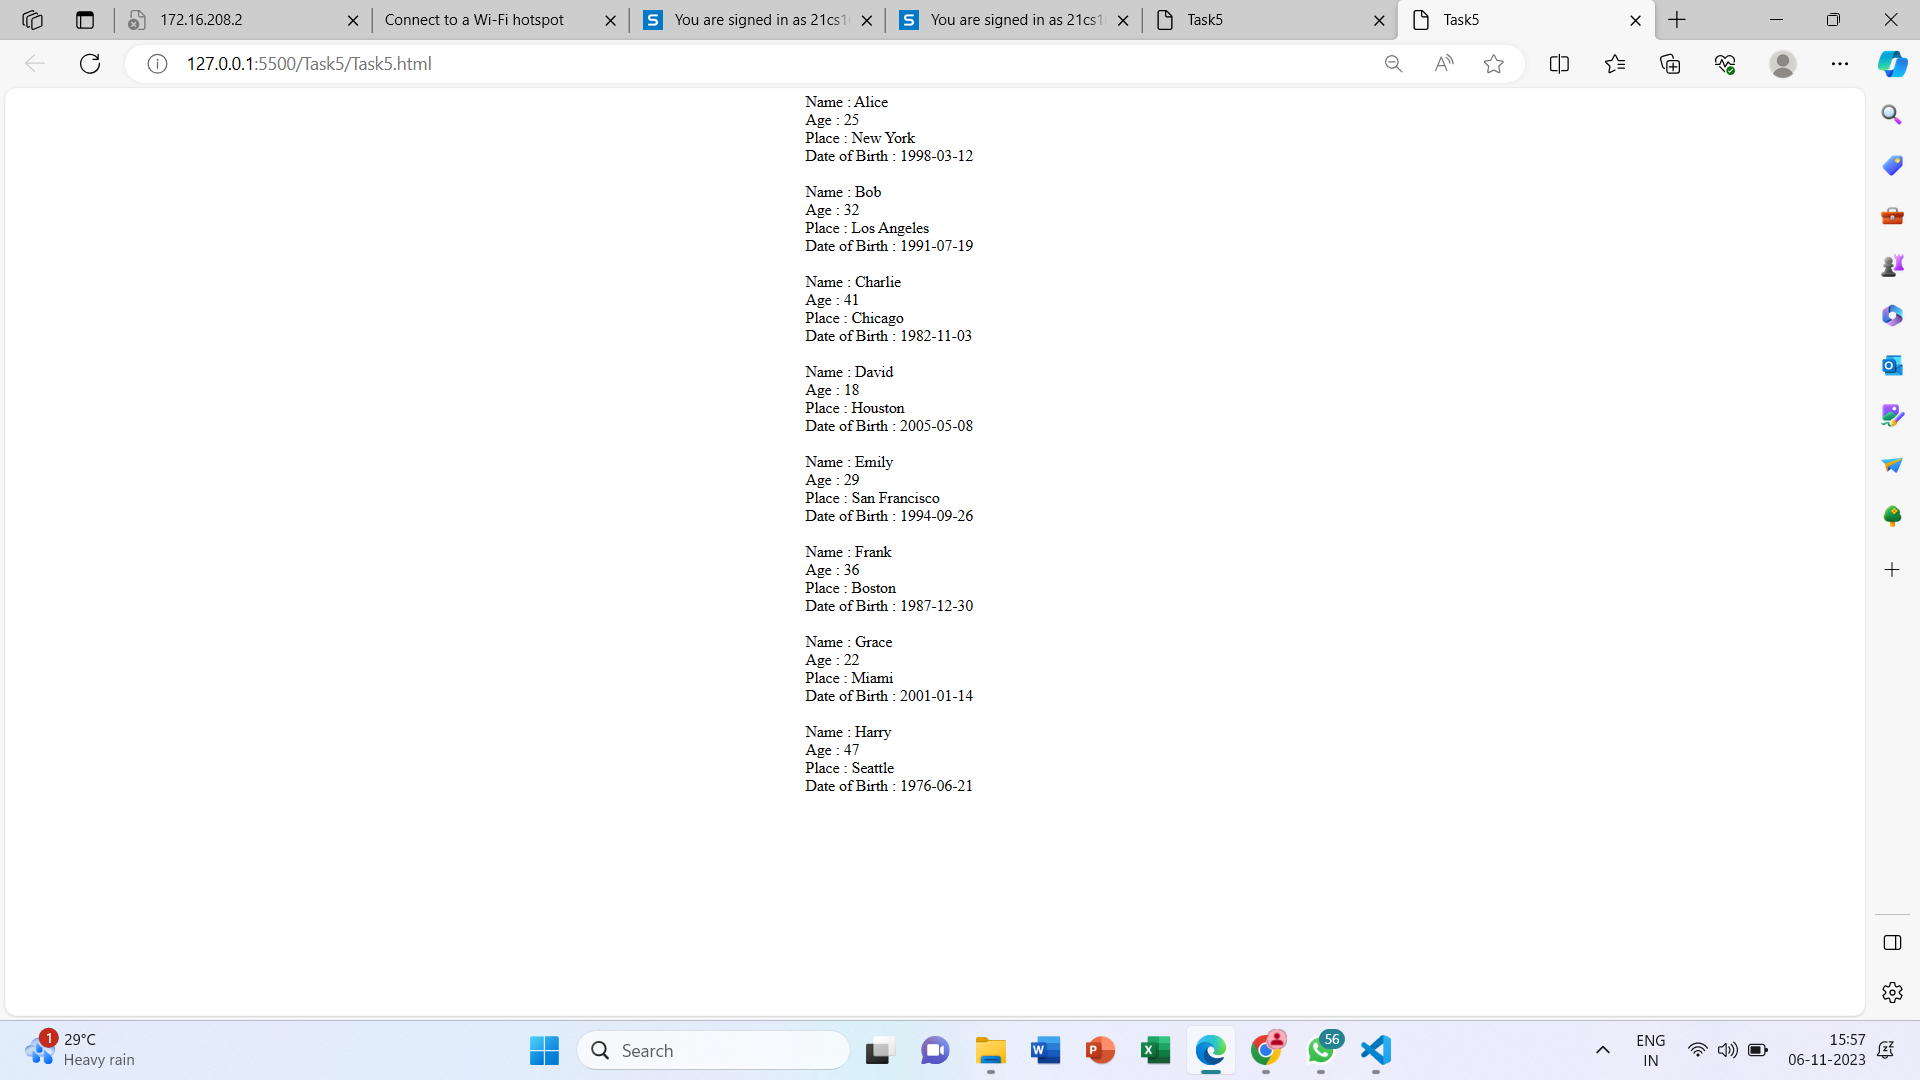 172.16.208.2
Connect to a Wi-Fi hotspot
You are signed in as 21cs1
You are signed in as 21cs1
Task5
Task5
127.0.0.1:5500/Task5/Task5.html
Name : Alice
Age : 25
Place : New York
Date of Birth : 1998-03-12
Name : Bob
Age : 32
Place : Los Angeles
Date of Birth : 1991-07-19
Name : Charlie
Age : 41
Place : Chicago
Date of Birth : 1982-11-03
Name : David
Age : 18
Place : Houston
Date of Birth : 2005-05-08
Name : Emily
Age : 29
Place : San Francisco
Date of Birth : 1994-09-26
Name : Frank
Age : 36
Place : Boston
Date of Birth : 1987-12-30
Name : Grace
Age : 22
Place : Miami
Date of Birth : 2001-01-14
Name : Harry
Age : 47
Place : Seattle
Date of Birth : 1976-06-21
1
29°C
Heavy rain
Search
56
ENG
IN
15:57
06-11-2023